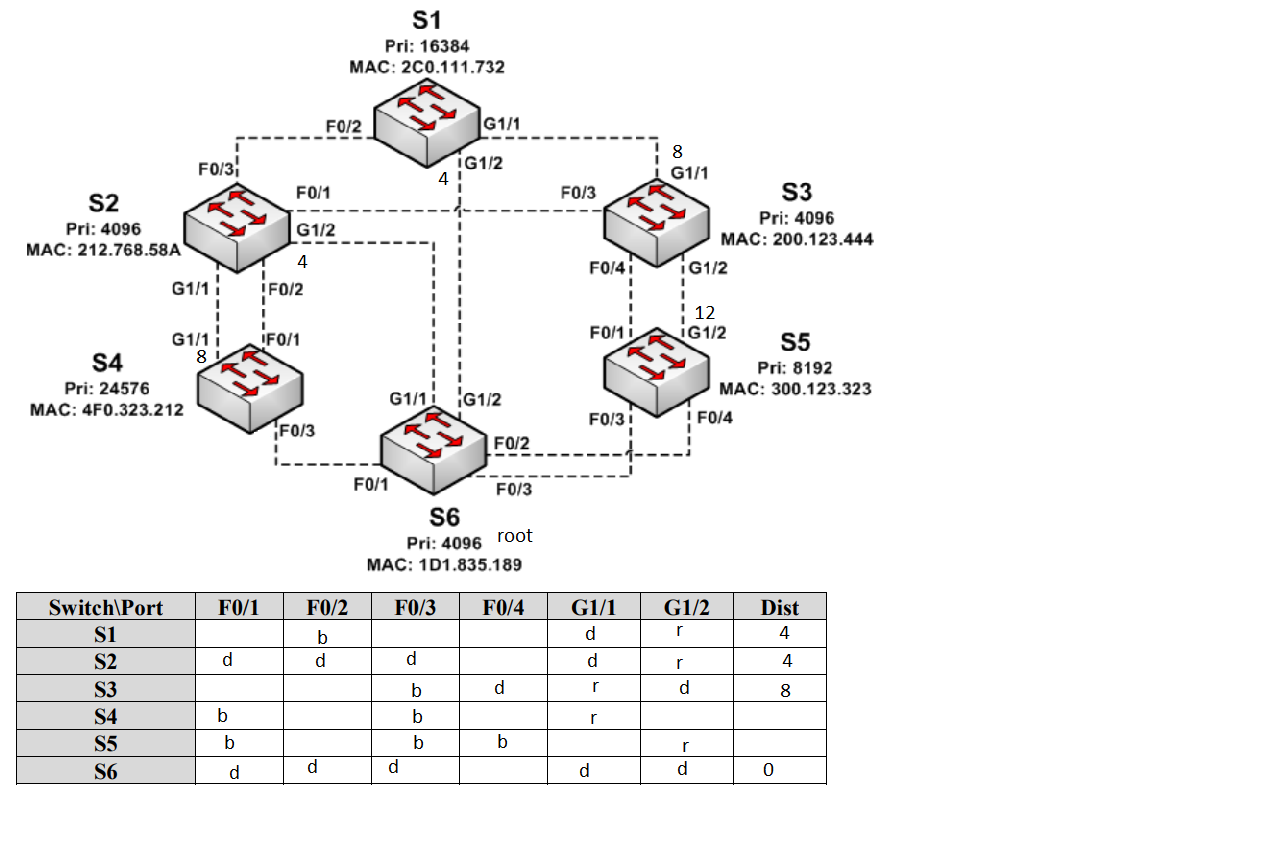 S1
Pri: 16384
MAC: 2C0.111.732
F0/2
G1/1
G1/2
4
8
G1/1
F0/3
S2
Pri: 4096
MAC: 212.768.58A
F0/1
G1/2
4
G1/1
F0/2
F0/3
S3
Pri: 4096
MAC: 200.123.444
F0/4
G1/2
12
G1/1
F0/1
8
S4
Pri: 24576
MAC: 4F0.323.212
F0/3
F0/1
G1/2
S5
Pri: 8192
MAC: 300.123.323
F0/3
F0/4
G1/1
G1/2
F0/2
F0/1
F0/3
S6
Pri: 4096
root
MAC: 1D1.835.189
Switch\Port F0/1 F0/2 F0/3 F0/4 G1/1 G1/2 Dist
S1 b d r 4
S2 d d d d r 4
S3 b d r d 8
S4 b b r
S5 b b b r
S6 d d d d d 0